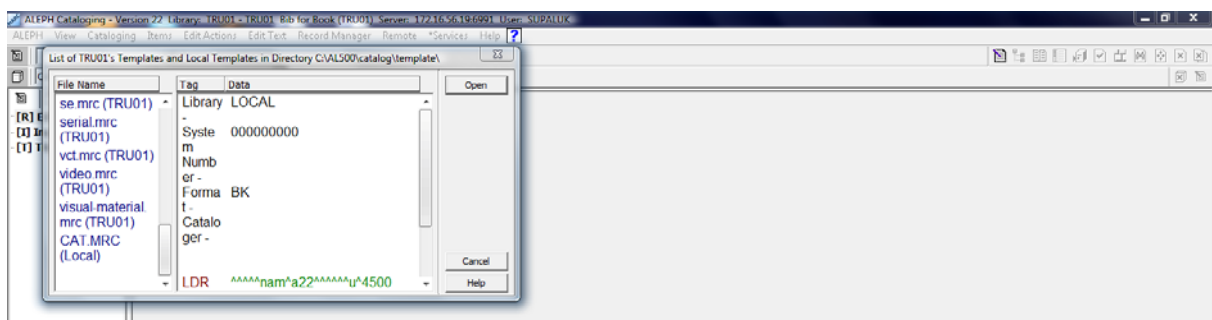 ALEPH Cataloging - Version 22 Library: TRU01 - TRU01 Bib for Book (TRU01) Server: 172.16.56.19:6991 User: SUPALUK
ALEPH View Cataloging Items Edit Actions Edit Text Record Manager Remote *Services Help ?
List of TRU01's Templates and Local Templates in Directory C:\AL500\catalog\template\
File Name
se.mrc (TRU01)
serial.mrc
(TRU01)
vct.mrc (TRU01)
video.mrc
(TRU01)
visual-material.
mrc (TRU01)
CAT.MRC
(Local)
Tag Data
Library LOCAL
-
Syste 000000000
m
Numb
er -
Forma BK
t -
Catalo
ger -
LDR ^^^^^nam^a22^^^^^^u^4500
Open
Cancel
Help
[R] E
[I] I
[T] T